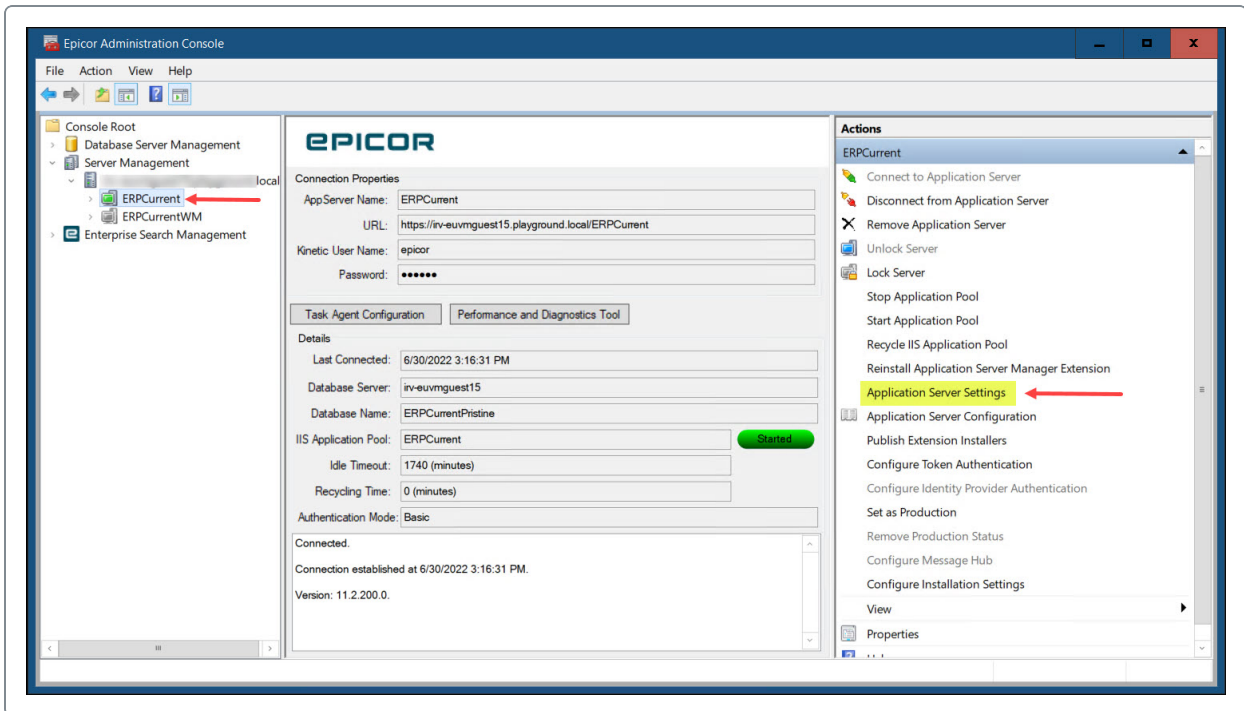 Epicor Administration Console
File Action View Help
Console Root
Database Server Management
Server Management
local
ERPCurrent
ERPCurrentWM
Enterprise Search Management
EPICOR
Connection Properties
AppServer Name: ERPCurrent
URL: https://irv-euvmguest15.playground.local/ERPCurrent
Kinetic User Name: epicor
Password: ●●●●●●
Task Agent Configuration Performance and Diagnostics Tool
Details
Last Connected: 6/30/2022 3:16:31 PM
Database Server: irv-euvmguest15
Database Name: ERPCurrentPristine
IIS Application Pool: ERPCurrent Started
Idle Timeout: 1740 (minutes)
Recycling Time: 0 (minutes)
Authentication Mode: Basic
Connected.
Connection established at 6/30/2022 3:16:31 PM.
Version: 11.2.200.0.
Actions
ERPCurrent
Connect to Application Server
Disconnect from Application Server
Remove Application Server
Unlock Server
Lock Server
Stop Application Pool
Start Application Pool
Recycle IIS Application Pool
Reinstall Application Server Manager Extension
Application Server Settings
Application Server Configuration
Publish Extension Installers
Configure Token Authentication
Configure Identity Provider Authentication
Set as Production
Remove Production Status
Configure Message Hub
Configure Installation Settings
View
Properties